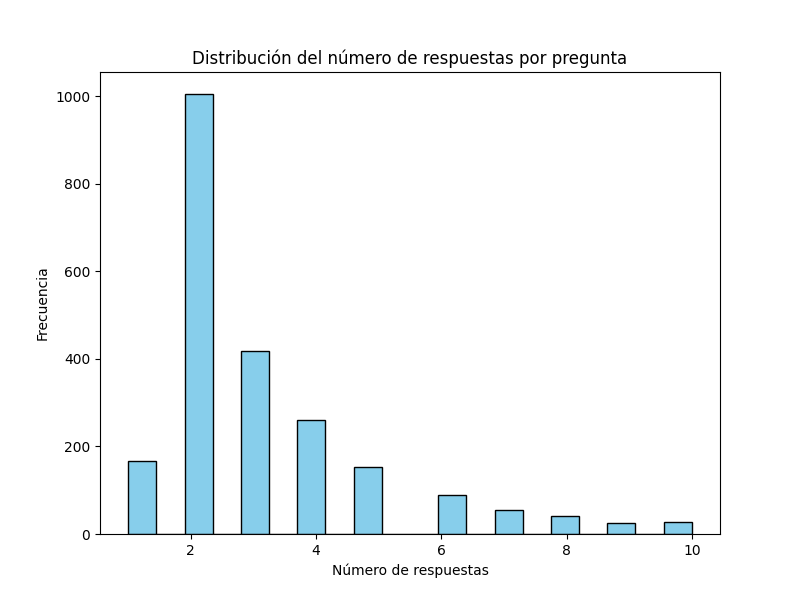 Distribución del número de respuestas por pregunta
1000
800
600
400
200
0
Frecuencia
2 4 6 8 10
Número de respuestas